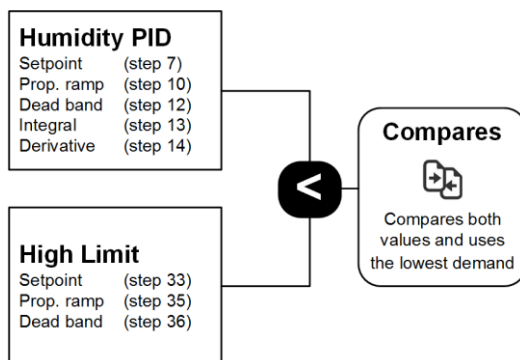 Humidity PID
Setpoint (step 7)
Prop. ramp (step 10)
Dead band (step 12)
Integral (step 13)
Derivative (step 14)
<
Compares
Compares both
values and uses
the lowest demand
High Limit
Setpoint (step 33)
Prop. ramp (step 35)
Dead band (step 36)